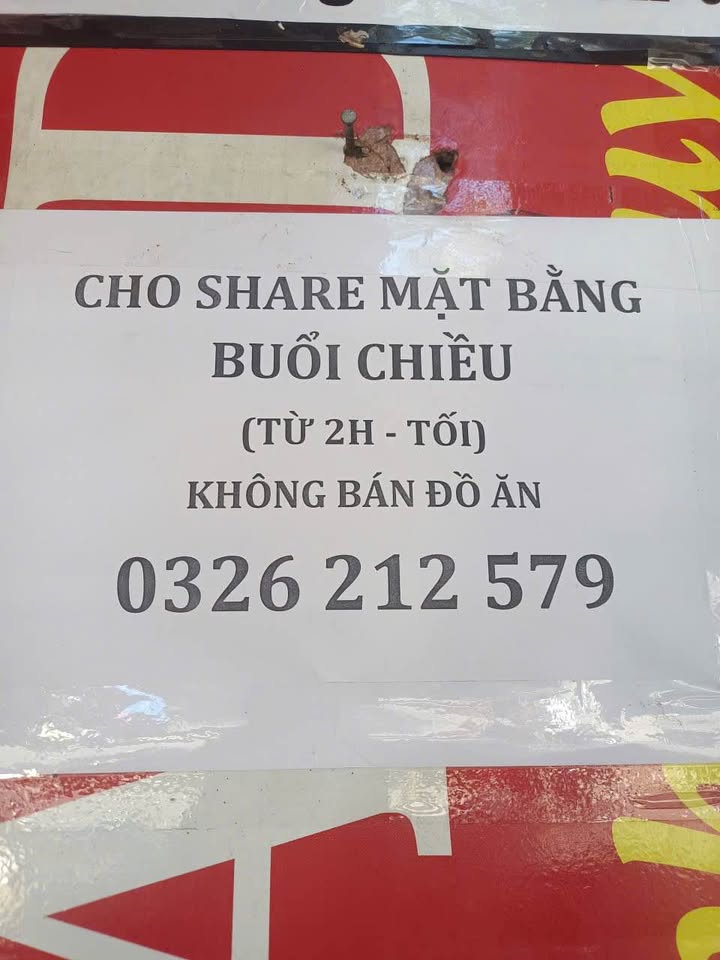 CHO SHARE MẶT BẰNG
BUỔI CHIỀU
(TỪ 2H - TỐI)
KHÔNG BÁN ĐỒ ĂN
0326 212 579